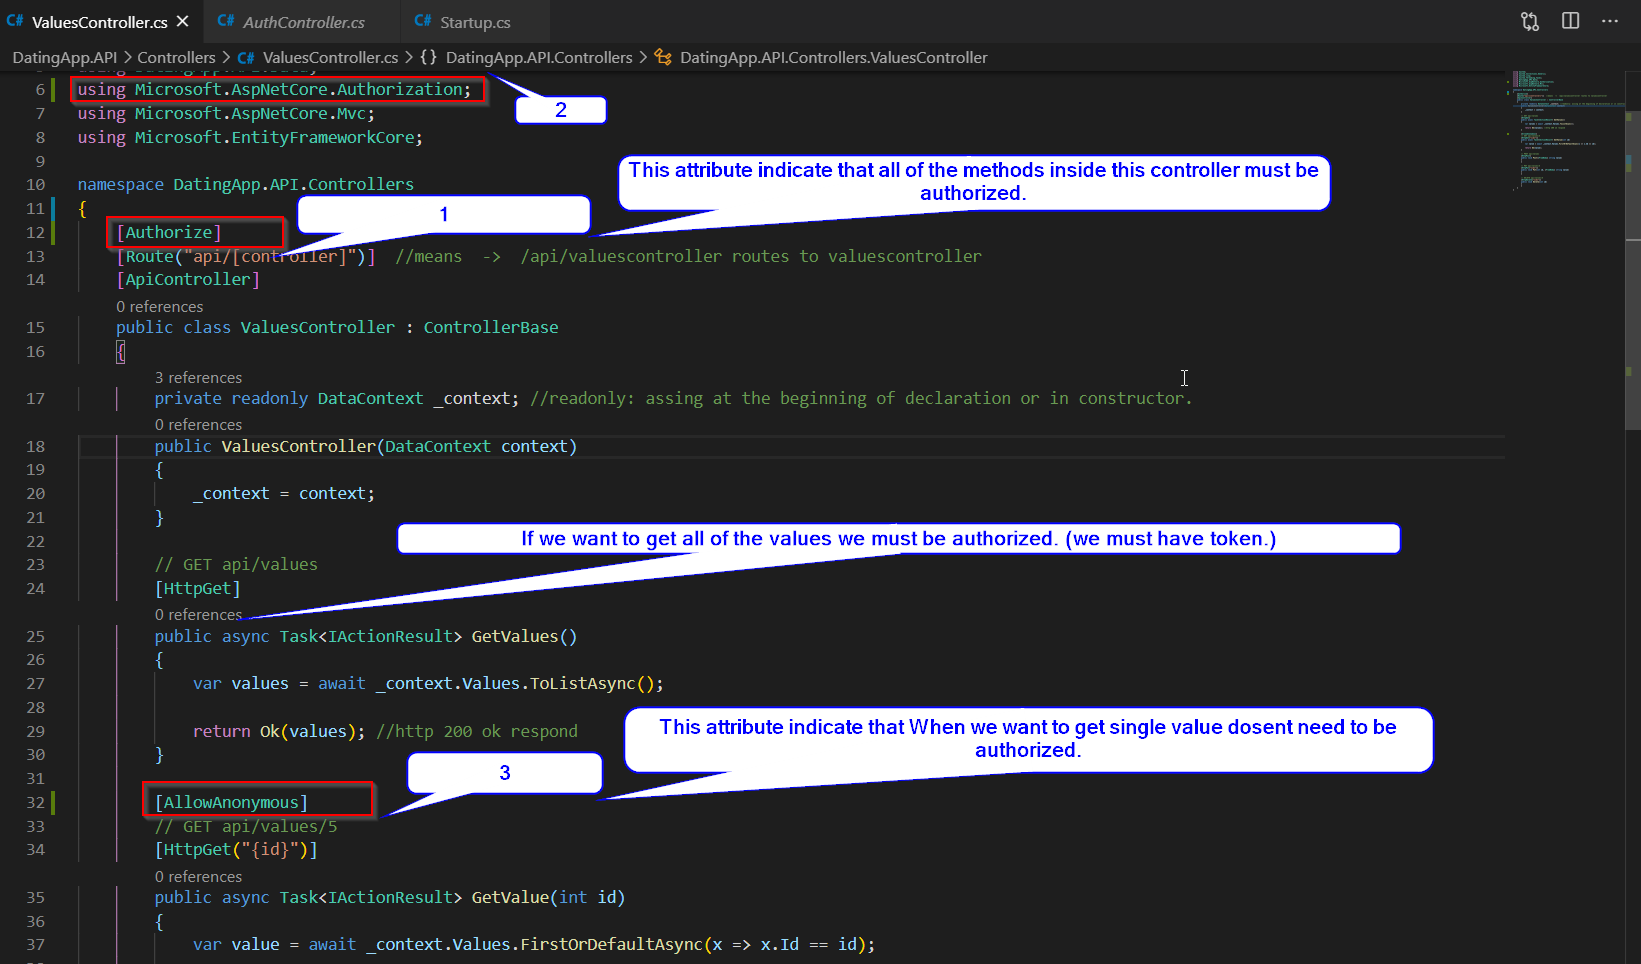 ValuesController.cs
AuthController.cs
Startup.cs
DatingApp.API > Controllers > ValuesController.cs > {} DatingApp.API.Controllers > DatingApp.API.Controllers.ValuesController
6 using Microsoft.AspNetCore.Authorization;
2
7 using Microsoft.AspNetCore.Mvc;
8 using Microsoft.EntityFrameworkCore;
9
This attribute indicate that all of the methods inside this controller must be
authorized.
10 namespace DatingApp.API.Controllers
11 {
1
12 [Authorize]
13 [Route("api/[controller]")] //means -> /api/valuescontroller routes to valuescontroller
14 [ApiController]
0 references
15 public class ValuesController : ControllerBase
16 {
3 references
17 private readonly DataContext _context; //readonly: assing at the beginning of declaration or in constructor.
0 references
18 public ValuesController(DataContext context)
19 {
20 _context = context;
21 }
22
If we want to get all of the values we must be authorized. (we must have token.)
23 // GET api/values
24 [HttpGet]
0 references
25 public async Task<IActionResult> GetValues()
26 {
27 var values = await _context.Values.ToListAsync();
28
29 return Ok(values); //http 200 ok respond
This attribute indicate that When we want to get single value dosent need to be
authorized.
30 }
31
3
32 [AllowAnonymous]
33 // GET api/values/5
34 [HttpGet("{id}")]
0 references
35 public async Task<IActionResult> GetValue(int id)
36 {
37 var value = await _context.Values.FirstOrDefaultAsync(x => x.Id == id);